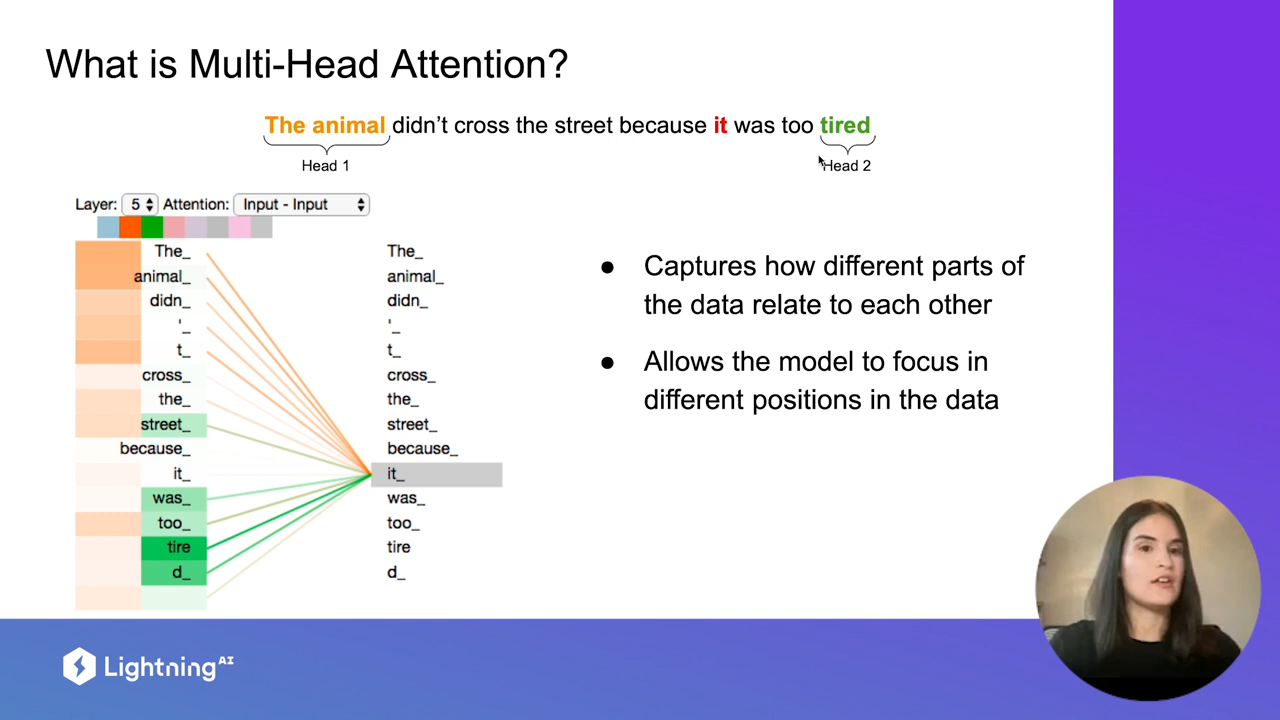 What is Multi-Head Attention?
The animal didn’t cross the street because it was too tired
Head 1
Head 2
Layer: 5 Attention: Input - Input
The_ The_
animal_ animal_
didn_ didn_
'_ '_
t_ t_
cross_ cross_
the_ the_
street_ street_
because_ because_
it_ it_
was_ was_
too_ too_
tire tire
d_ d_
● Captures how different parts of
the data relate to each other
● Allows the model to focus in
different positions in the data
Lightning AI